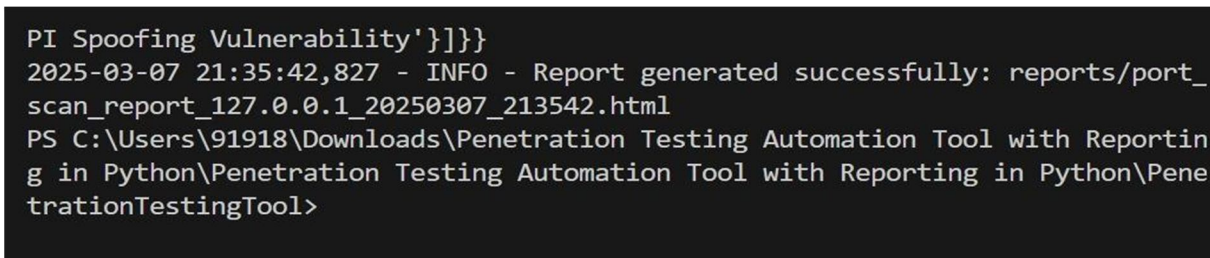 PI Spoofing Vulnerability'}]}}
2025-03-07 21:35:42,827 - INFO - Report generated successfully: reports/port_
scan_report_127.0.0.1_20250307_213542.html
PS C:\Users\91918\Downloads\Penetration Testing Automation Tool with Reportin
g in Python\Penetration Testing Automation Tool with Reporting in Python\Pene
trationTestingTool>